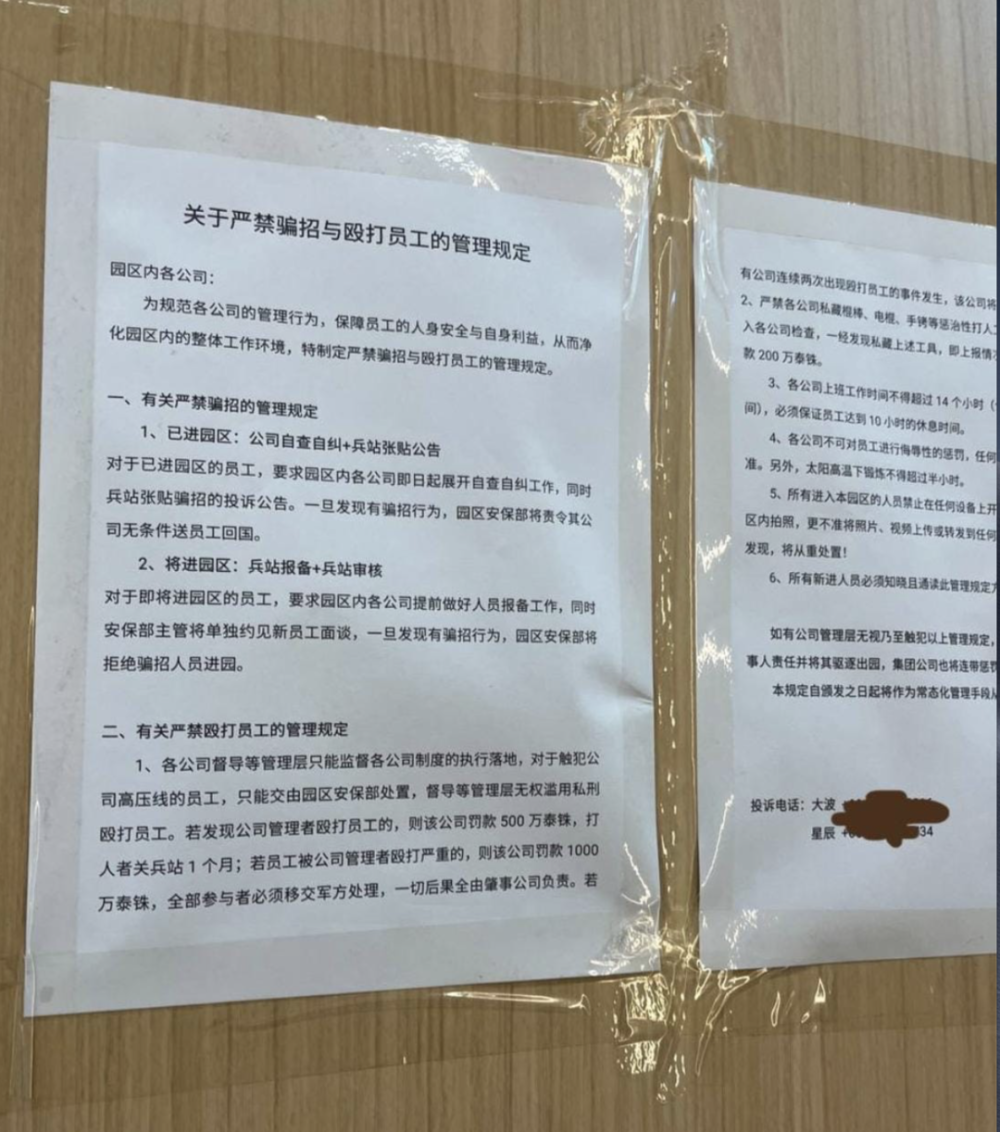 关于严禁骗招与殴打员工的管理规定
园区内各公司：
为规范各公司的管理行为，保障员工的人身安全与自身利益，从而净
化园区内的整体工作环境，特制定严禁骗招与殴打员工的管理规定。
一、有关严禁骗招的管理规定
1、已进园区：公司自查自纠+兵站张贴公告
对于已进园区的员工，要求园区内各公司即日起展开自查自纠工作，同时
兵站张贴骗招的投诉公告。一旦发现有骗招行为，园区安保部将责令其公
司无条件送员工回国。
2、将进园区：兵站报备+兵站审核
对于即将进园区的员工，要求园区内各公司提前做好人员报备工作，同时
安保部主管将单独约见新员工面谈，一旦发现有骗招行为，园区安保部将
拒绝骗招人员进园。
二、有关严禁殴打员工的管理规定
1、各公司督导等管理层只能监督各公司制度的执行落地，对于触犯公
司高压线的员工，只能交由园区安保部处置，督导等管理层无权滥用私刑
殴打员工。若发现公司管理者殴打员工的，则该公司罚款 500 万泰铢，打
人者关兵站 1 个月；若员工被公司管理者殴打严重的，则该公司罚款 1000
万泰铢，全部参与者必须移交军方处理，一切后果全由肇事公司负责。若
有公司连续两次出现殴打员工的事件发生，该公司将
2、严禁各公司私藏棍棒、电棍、手铐等惩治性打人工
入各公司检查，一经发现私藏上述工具，即上报情
款 200 万泰铢。
3、各公司上班工作时间不得超过 14 个小时（
间），必须保证员工达到 10 小时的休息时间。
4、各公司不可对员工进行侮辱性的惩罚，任何
准。另外，太阳高温下锻炼不得超过半小时。
5、所有进入本园区的人员禁止在任何设备上开
区内拍照，更不准将照片、视频上传或转发到任何
发现，将从重处置！
6、所有新进人员必须知晓且通读此管理规定
如有公司管理层无视乃至触犯以上管理规定，
事人责任并将其驱逐出园，集团公司也将连带惩罚
本规定自颁发之日起将作为常态化管理手段
投诉电话：大波
星辰 +34